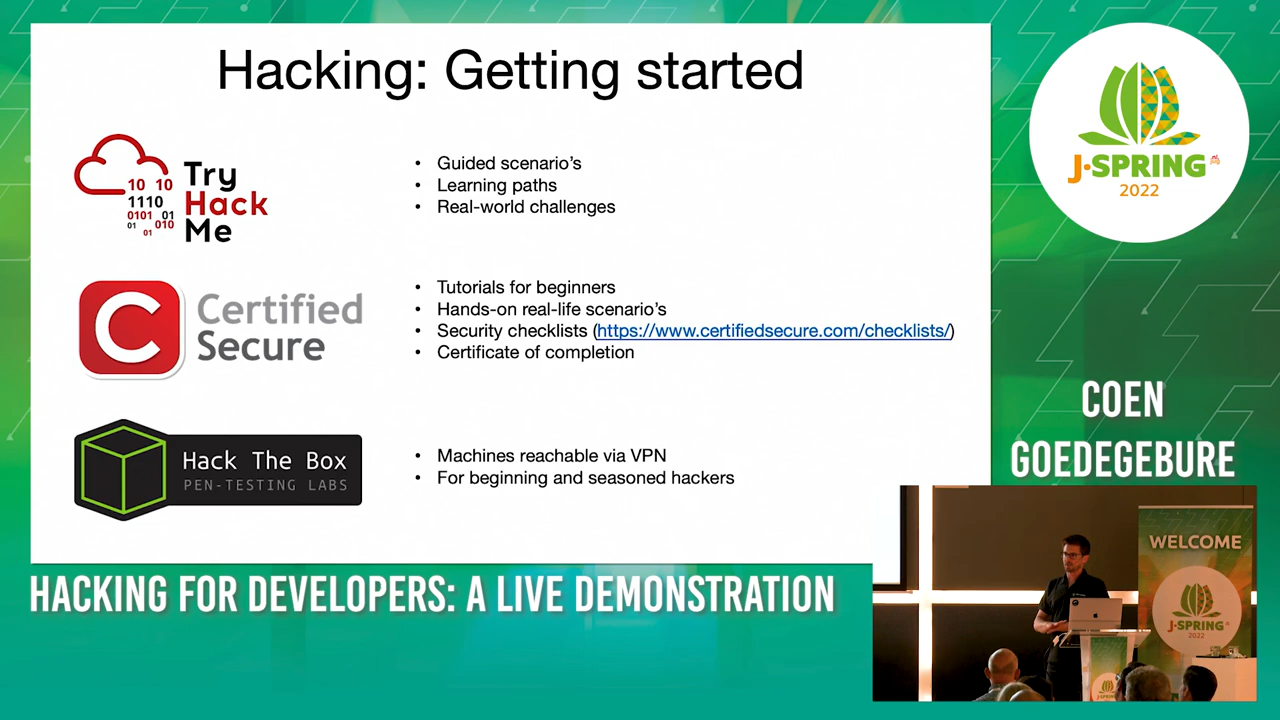 Hacking: Getting started
10 10
1110
0101 01
01 010
01
Try
Hack
Me
• Guided scenario's
• Learning paths
• Real-world challenges
C
Certified
Secure
• Tutorials for beginners
• Hands-on real-life scenario's
• Security checklists (https://www.certifiedsecure.com/checklists/)
• Certificate of completion
Hack The Box
PEN-TESTING LABS
• Machines reachable via VPN
• For beginning and seasoned hackers
J-SPRING
2022
COEN
GOEDEGEBURE
WELCOME
J-SPRING
2022
HACKING FOR DEVELOPERS: A LIVE DEMONSTRATION